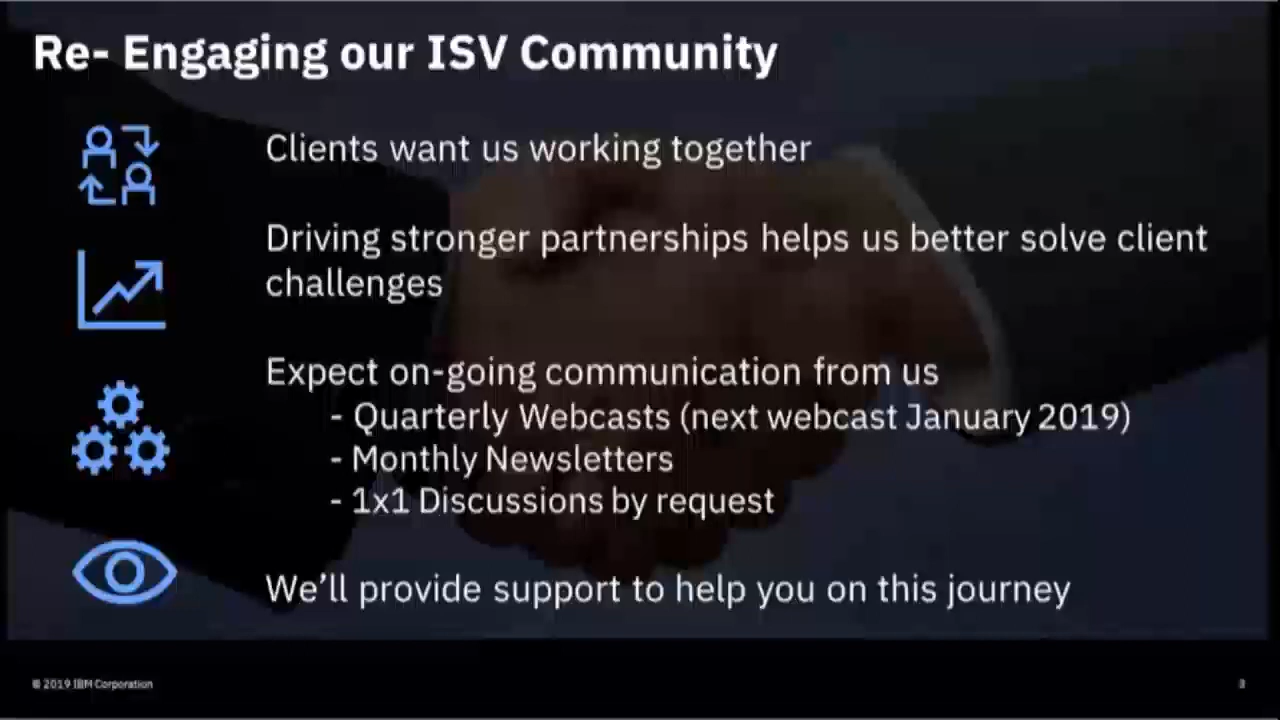 Re- Engaging our ISV Community
Clients want us working together
Driving stronger partnerships helps us better solve client
challenges
Expect on-going communication from us
- Quarterly Webcasts (next webcast January 2019)
- Monthly Newsletters
- 1x1 Discussions by request
We’ll provide support to help you on this journey
© 2019 IBM Corporation
3